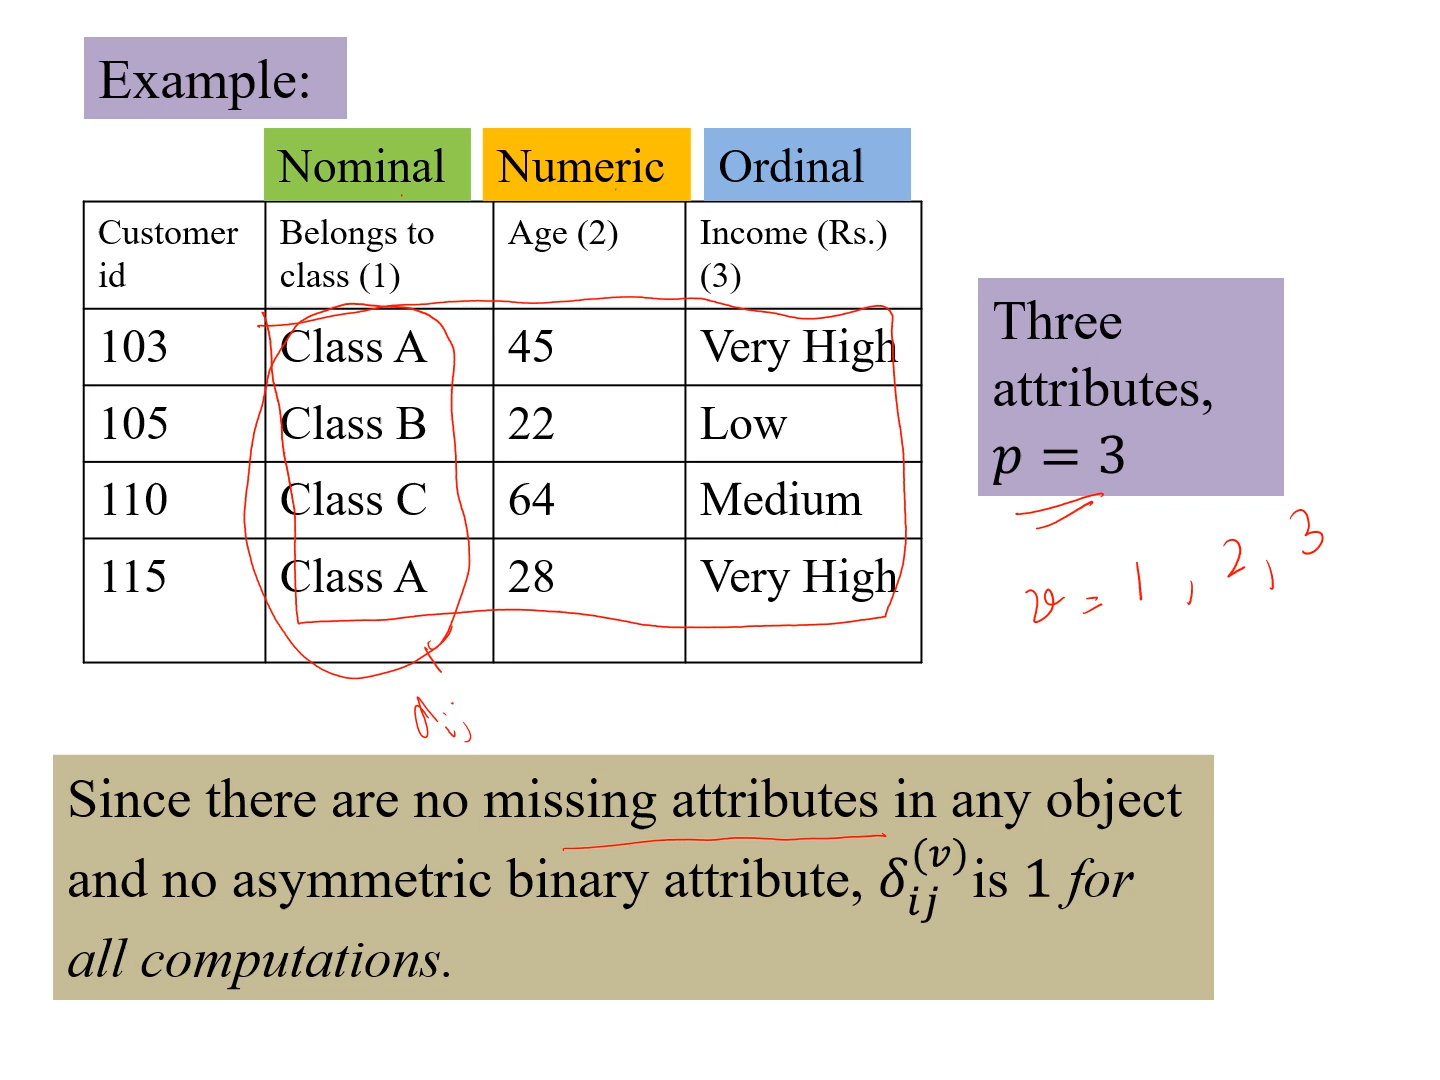 Example:
Nominal Numeric Ordinal
Customer id Belongs to class (1) Age (2) Income (Rs.) (3)
103 Class A 45 Very High
105 Class B 22 Low
110 Class C 64 Medium
115 Class A 28 Very High
Three
attributes,
p = 3
v = 1, 2, 3
d_ij
Since there are no missing attributes in any object
and no asymmetric binary attribute, δ_ij^(v) is 1 for
all computations.